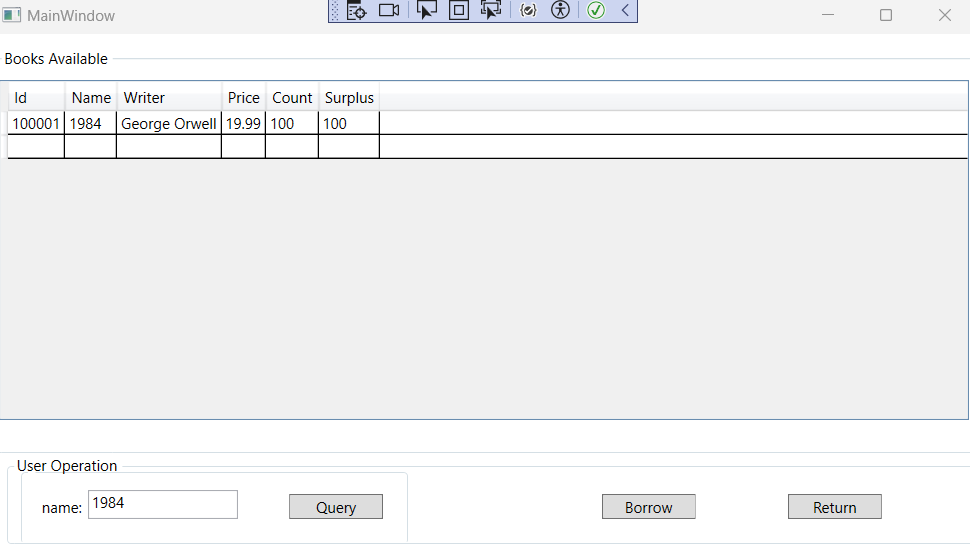 MainWindow
Books Available
Id Name Writer Price Count Surplus
100001 1984 George Orwell 19.99 100 100
User Operation
name: 1984 Query Borrow Return